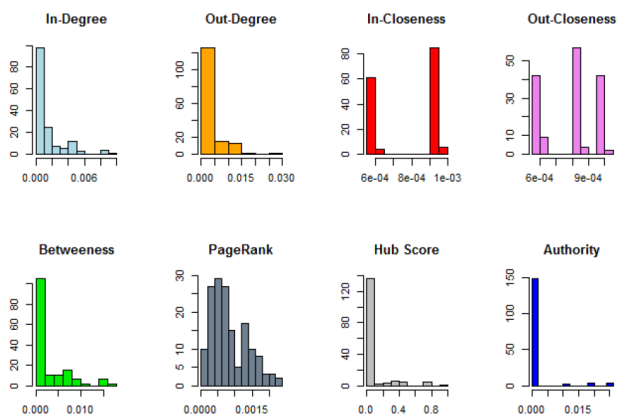 In-Degree
Out-Degree
In-Closeness
Out-Closeness
0 20 40 60 80
0 20 60 120
0 20 40 60 80
0 10 30 50
0.000 0.006
0.000 0.015 0.030
6e-04 8e-04 1e-03
6e-04 9e-04
Betweeness
PageRank
Hub Score
Authority
0 20 40 60 80
0 5 10 20 30
0 40 80 120
0 50 100 150
0.000 0.010
0.0000 0.0015
0.0 0.4 0.8
0.000 0.015